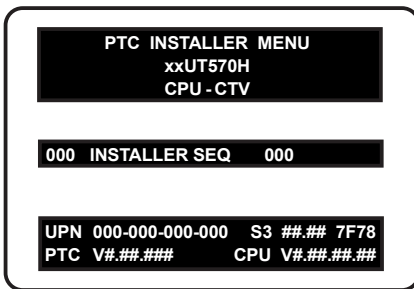 PTC INSTALLER MENU
xxUT570H
CPU - CTV
000 INSTALLER SEQ 000
UPN 000-000-000-000 S3 ##.## 7F78
PTC V#.##.### CPU V#.##.##.##